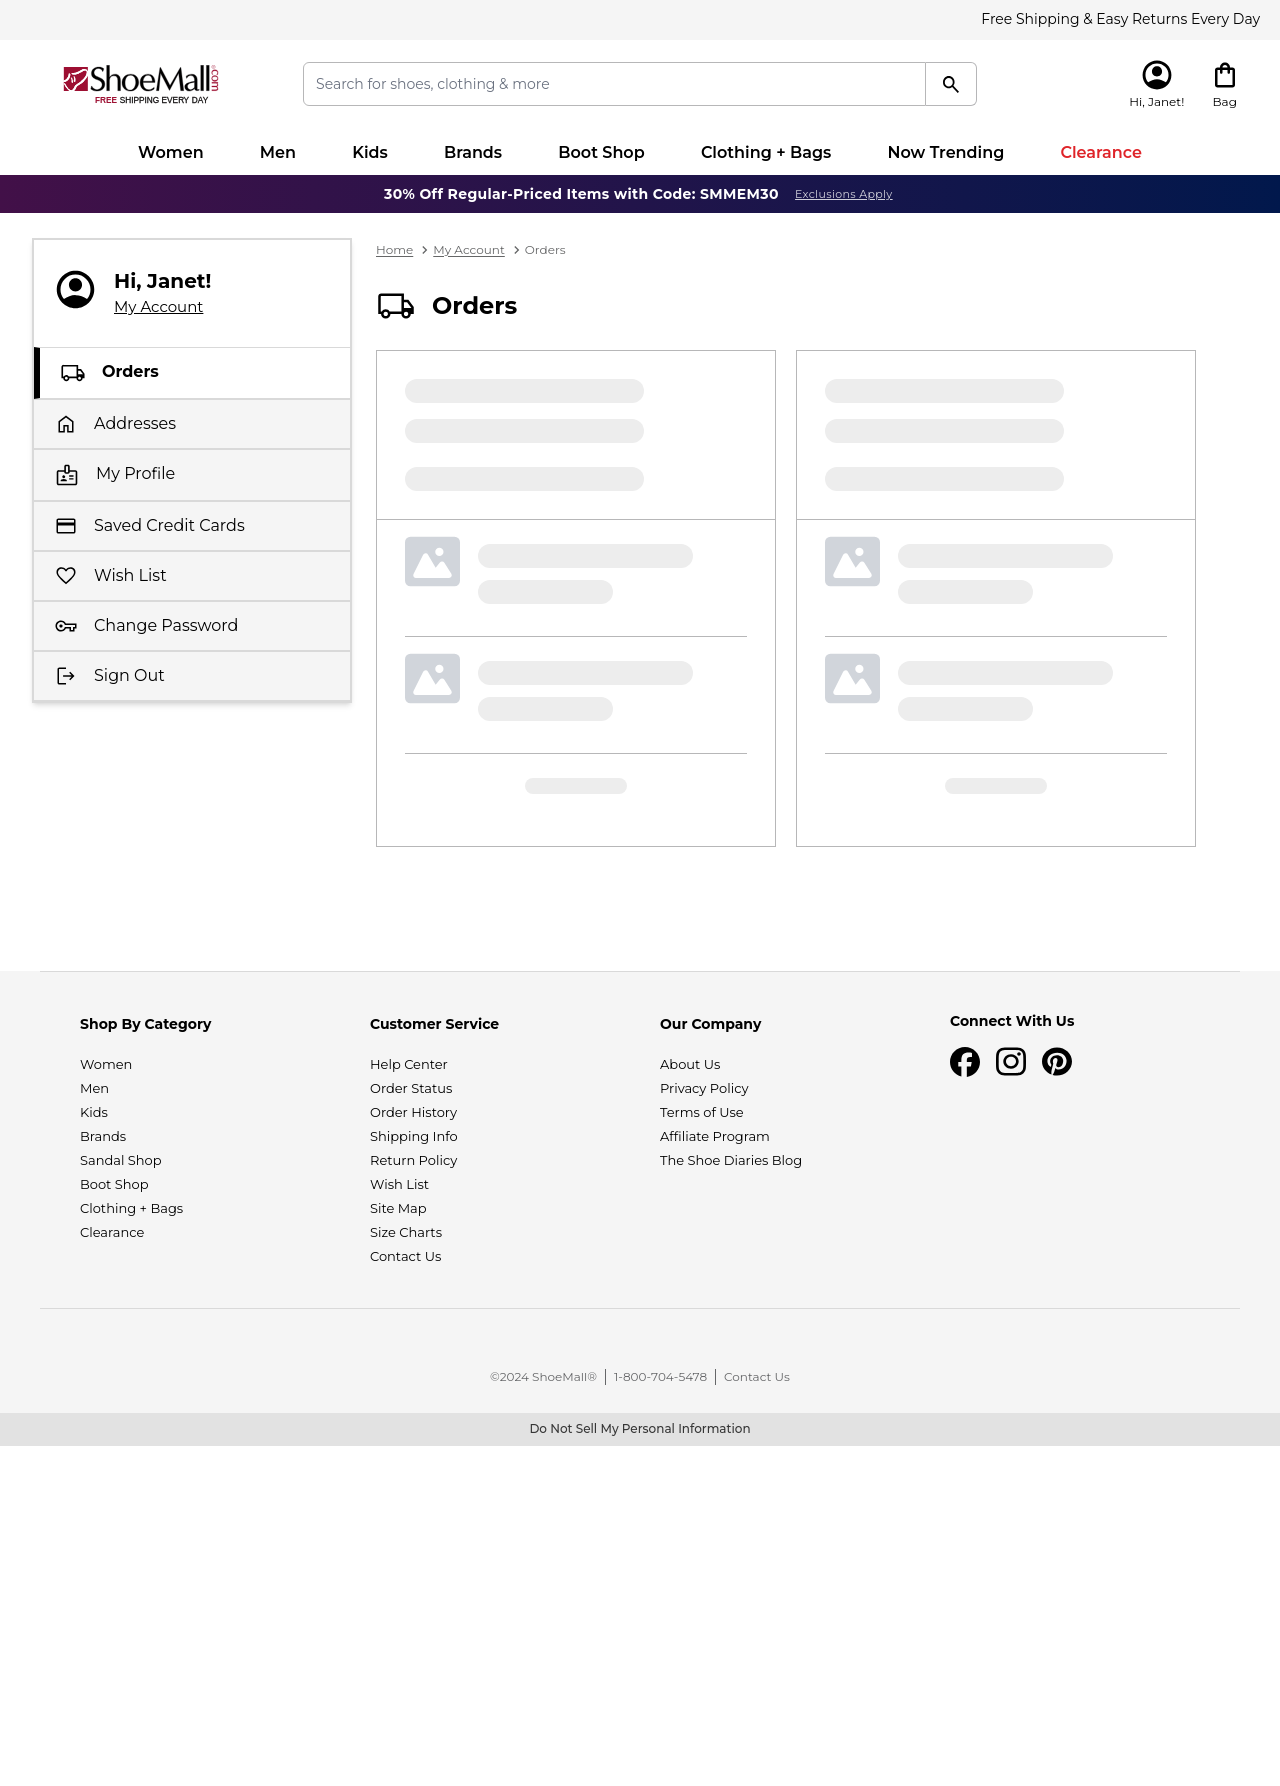 Free Shipping & Easy Returns Every Day
ShoeMall.com
FREE SHIPPING EVERY DAY
Search for shoes, clothing & more
Hi, Janet!
Bag
Women Men Kids Brands Boot Shop Clothing + Bags Now Trending Clearance
30% Off Regular-Priced Items with Code: SMMEM30 Exclusions Apply
Hi, Janet!
My Account
Orders
Addresses
My Profile
Saved Credit Cards
Wish List
Change Password
Sign Out
Home > My Account > Orders
Orders
Shop By Category
Women
Men
Kids
Brands
Sandal Shop
Boot Shop
Clothing + Bags
Clearance
Customer Service
Help Center
Order Status
Order History
Shipping Info
Return Policy
Wish List
Site Map
Size Charts
Contact Us
Our Company
About Us
Privacy Policy
Terms of Use
Affiliate Program
The Shoe Diaries Blog
Connect With Us
©2024 ShoeMall® | 1-800-704-5478 | Contact Us
Do Not Sell My Personal Information